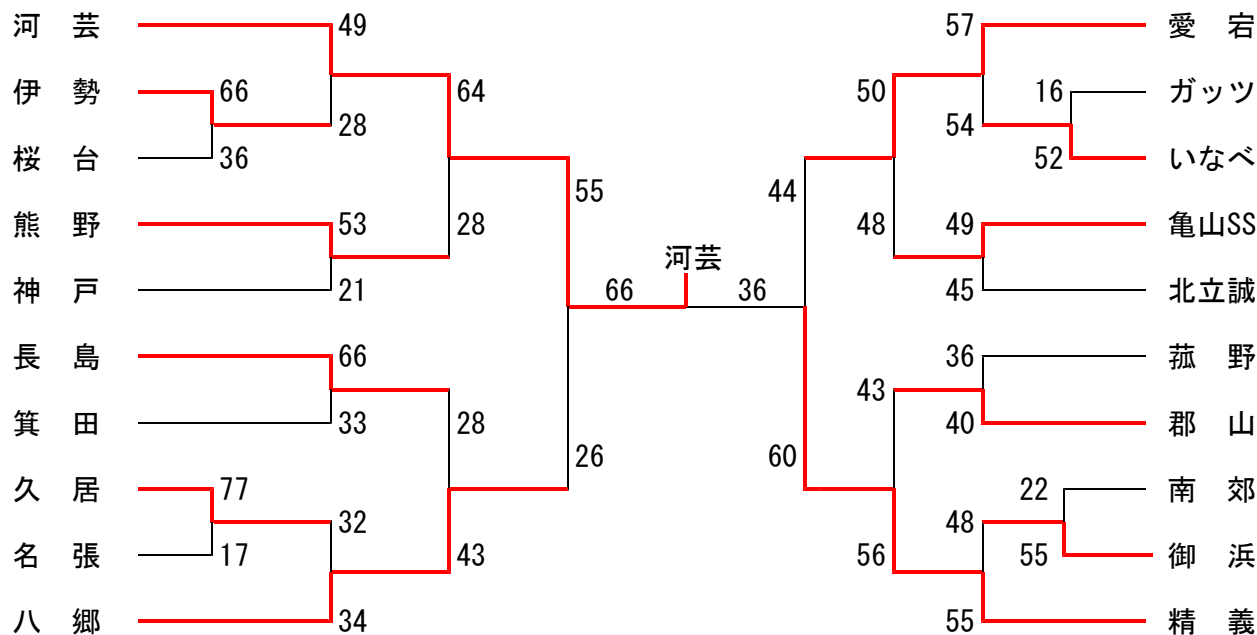 河　芸 49 57 愛　宕
伊　勢 66 64 50 16 ガッツ
28 54
桜　台 36 52 いなべ
55 44
熊　野 53 28 48 49 亀山SS
河芸
神　戸 21 66 36 45 北立誠
長　島 66 36 菰　野
43
箕　田 33 28 40 郡　山
26 60
久　居 77 22 南　郊
32 48
名　張 17 43 56 55 御　浜
八　郷 34 55 精　義